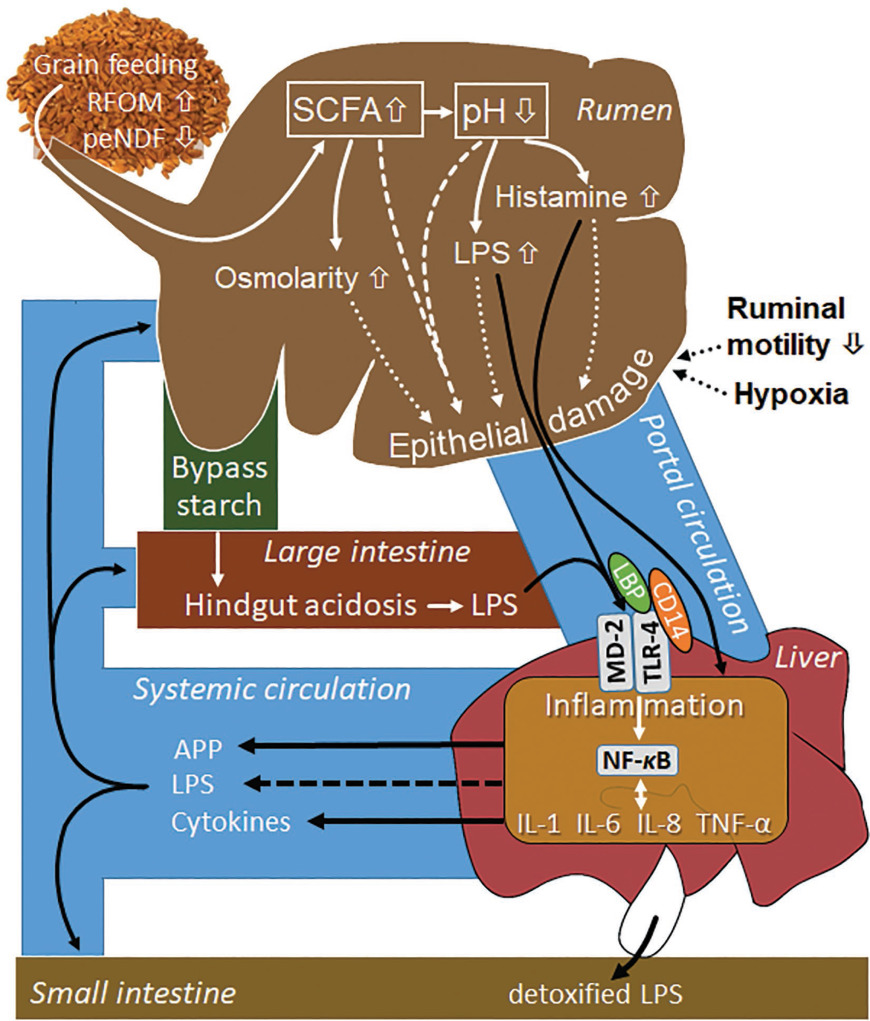 Grain feeding
RFOM ⇧
peNDF ⇩
SCFA ⇧
pH ⇩
Rumen
Histamine ⇧
LPS ⇧
Osmolarity ⇧
Ruminal
motility ⇩
Hypoxia
Epithelial damage
Bypass
starch
Portal circulation
Large intestine
Hindgut acidosis → LPS
LBP
CD14
MD-2
TLR-4
Liver
Systemic circulation
Inflammation
APP
NF-κB
LPS
Cytokines
IL-1 IL-6 IL-8 TNF-α
Small intestine
detoxified LPS